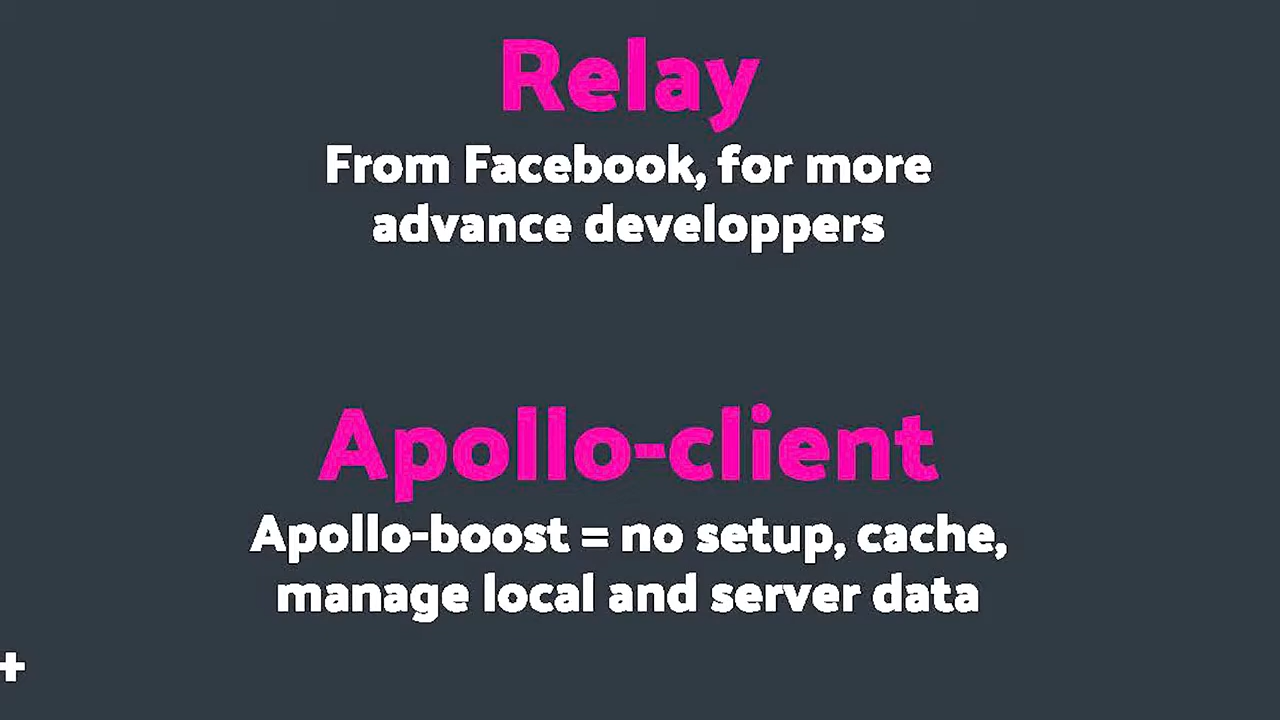 Relay
From Facebook, for more
advance developpers
Apollo-client
Apollo-boost = no setup, cache,
manage local and server data
+